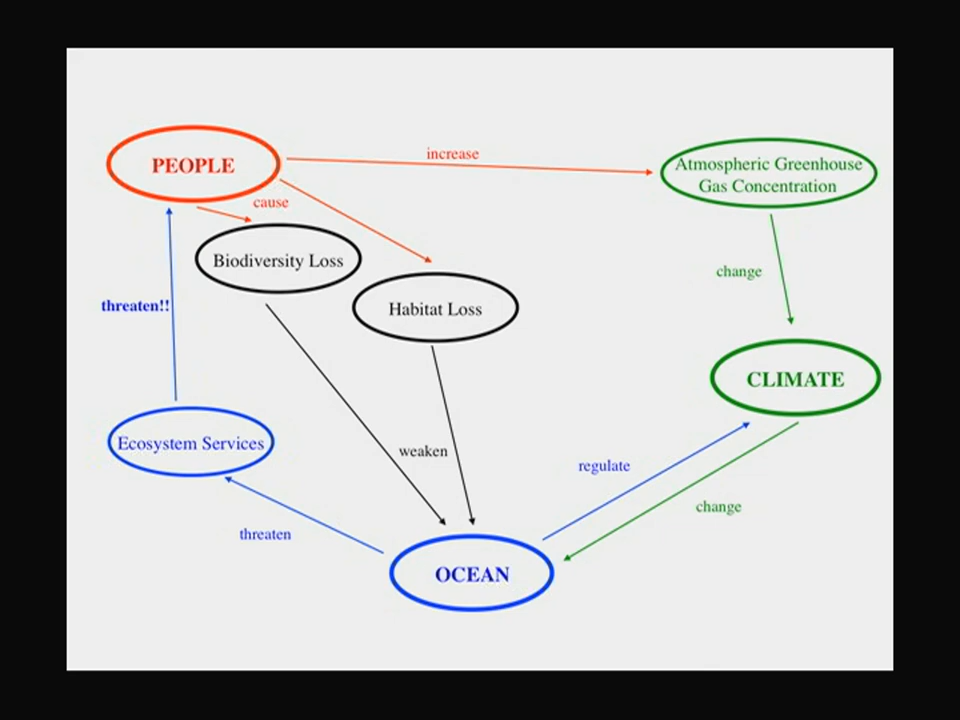 increase
PEOPLE
Atmospheric Greenhouse
Gas Concentration
cause
Biodiversity Loss
change
threaten!!
Habitat Loss
CLIMATE
Ecosystem Services
weaken
regulate
change
threaten
OCEAN